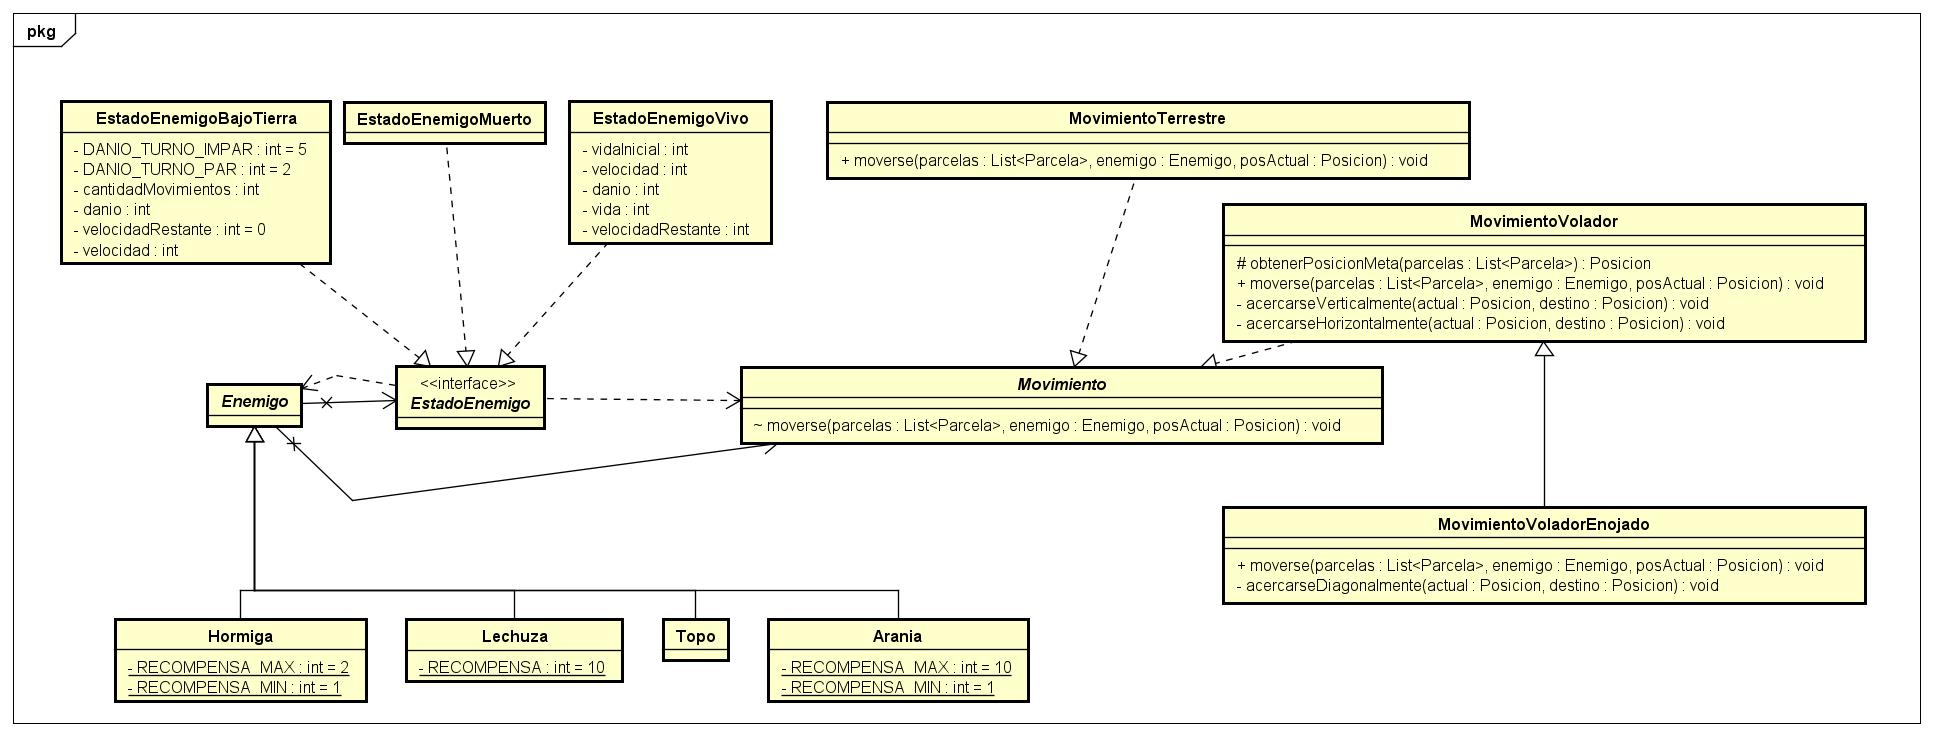 pkg
EstadoEnemigoBajoTierra
- DANIO_TURNO_IMPAR : int = 5
- DANIO_TURNO_PAR : int = 2
- cantidadMovimientos : int
- danio : int
- velocidadRestante : int = 0
- velocidad : int
EstadoEnemigoMuerto
EstadoEnemigoVivo
- vidaInicial : int
- velocidad : int
- danio : int
- vida : int
- velocidadRestante : int
MovimientoTerrestre
+ moverse(parcelas : List<Parcela>, enemigo : Enemigo, posActual : Posicion) : void
MovimientoVolador
# obtenerPosicionMeta(parcelas : List<Parcela>) : Posicion
+ moverse(parcelas : List<Parcela>, enemigo : Enemigo, posActual : Posicion) : void
- acercarseVerticalmente(actual : Posicion, destino : Posicion) : void
- acercarseHorizontalmente(actual : Posicion, destino : Posicion) : void
Enemigo
<<interface>>
EstadoEnemigo
Movimiento
~ moverse(parcelas : List<Parcela>, enemigo : Enemigo, posActual : Posicion) : void
MovimientoVoladorEnojado
+ moverse(parcelas : List<Parcela>, enemigo : Enemigo, posActual : Posicion) : void
- acercarseDiagonalmente(actual : Posicion, destino : Posicion) : void
Hormiga
- RECOMPENSA_MAX : int = 2
- RECOMPENSA_MIN : int = 1
Lechuza
- RECOMPENSA : int = 10
Topo
Arania
- RECOMPENSA_MAX : int = 10
- RECOMPENSA_MIN : int = 1